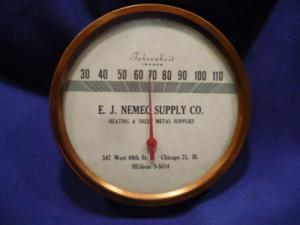 Fahrenheit
INDOOR
30 40 50 60 70 80 90 100 110
E. J. NEMEC SUPPLY CO.
HEATING & SHEET METAL SUPPLIES
547 West 69th St. Chicago 21, Ill.
HUdson 3-5614